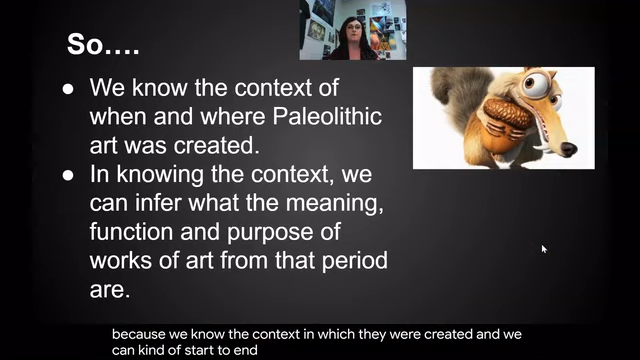 So….
● We know the context of
when and where Paleolithic
art was created.
● In knowing the context, we
can infer what the meaning,
function and purpose of
works of art from that period
are.
because we know the context in which they were created and we
can kind of start to end